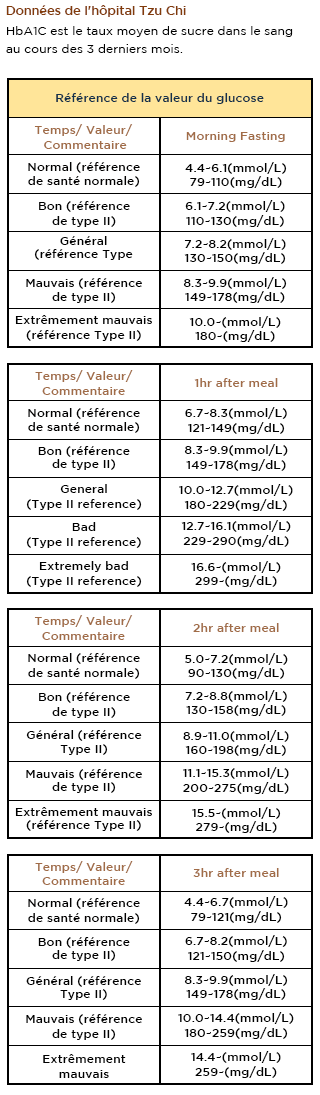 Données de l'hôpital Tzu Chi
HbA1C est le taux moyen de sucre dans le sang
au cours des 3 derniers mois.
Référence de la valeur du glucose
Temps/ Valeur/
Commentaire
Morning Fasting
Normal (référence
de santé normale)
4.4~6.1(mmol/L)
79~110(mg/dL)
Bon (référence
de type II)
6.1~7.2(mmol/L)
110~130(mg/dL)
Général
(référence Type
7.2~8.2(mmol/L)
130~150(mg/dL)
Mauvais (référence
de type II)
8.3~9.9(mmol/L)
149~178(mg/dL)
Extrêmement mauvais
(référence Type II)
10.0~(mmol/L)
180~(mg/dL)
Temps/ Valeur/
Commentaire
1hr after meal
Normal (référence
de santé normale)
6.7~8.3(mmol/L)
121~149(mg/dL)
Bon (référence
de type II)
8.3~9.9(mmol/L)
149~178(mg/dL)
General
(Type II reference)
10.0~12.7(mmol/L)
180~229(mg/dL)
Bad
(Type II reference)
12.7~16.1(mmol/L)
229~290(mg/dL)
Extremely bad
(Type II reference)
16.6~(mmol/L)
299~(mg/dL)
Temps/ Valeur/
Commentaire
2hr after meal
Normal (référence
de santé normale)
5.0~7.2(mmol/L)
90~130(mg/dL)
Bon (référence
de type II)
7.2~8.8(mmol/L)
130~158(mg/dL)
Général (référence
Type II)
8.9~11.0(mmol/L)
160~198(mg/dL)
Mauvais (référence
de type II)
11.1~15.3(mmol/L)
200~275(mg/dL)
Extrêmement mauvais
(référence Type II)
15.5~(mmol/L)
279~(mg/dL)
Temps/ Valeur/
Commentaire
3hr after meal
Normal (référence
de santé normale)
4.4~6.7(mmol/L)
79~121(mg/dL)
Bon (référence
de type II)
6.7~8.2(mmol/L)
121~150(mg/dL)
Général (référence
Type II)
8.3~9.9(mmol/L)
149~178(mg/dL)
Mauvais (référence
de type II)
10.0~14.4(mmol/L)
180~259(mg/dL)
Extrêmement
mauvais
14.4~(mmol/L)
259~(mg/dL)